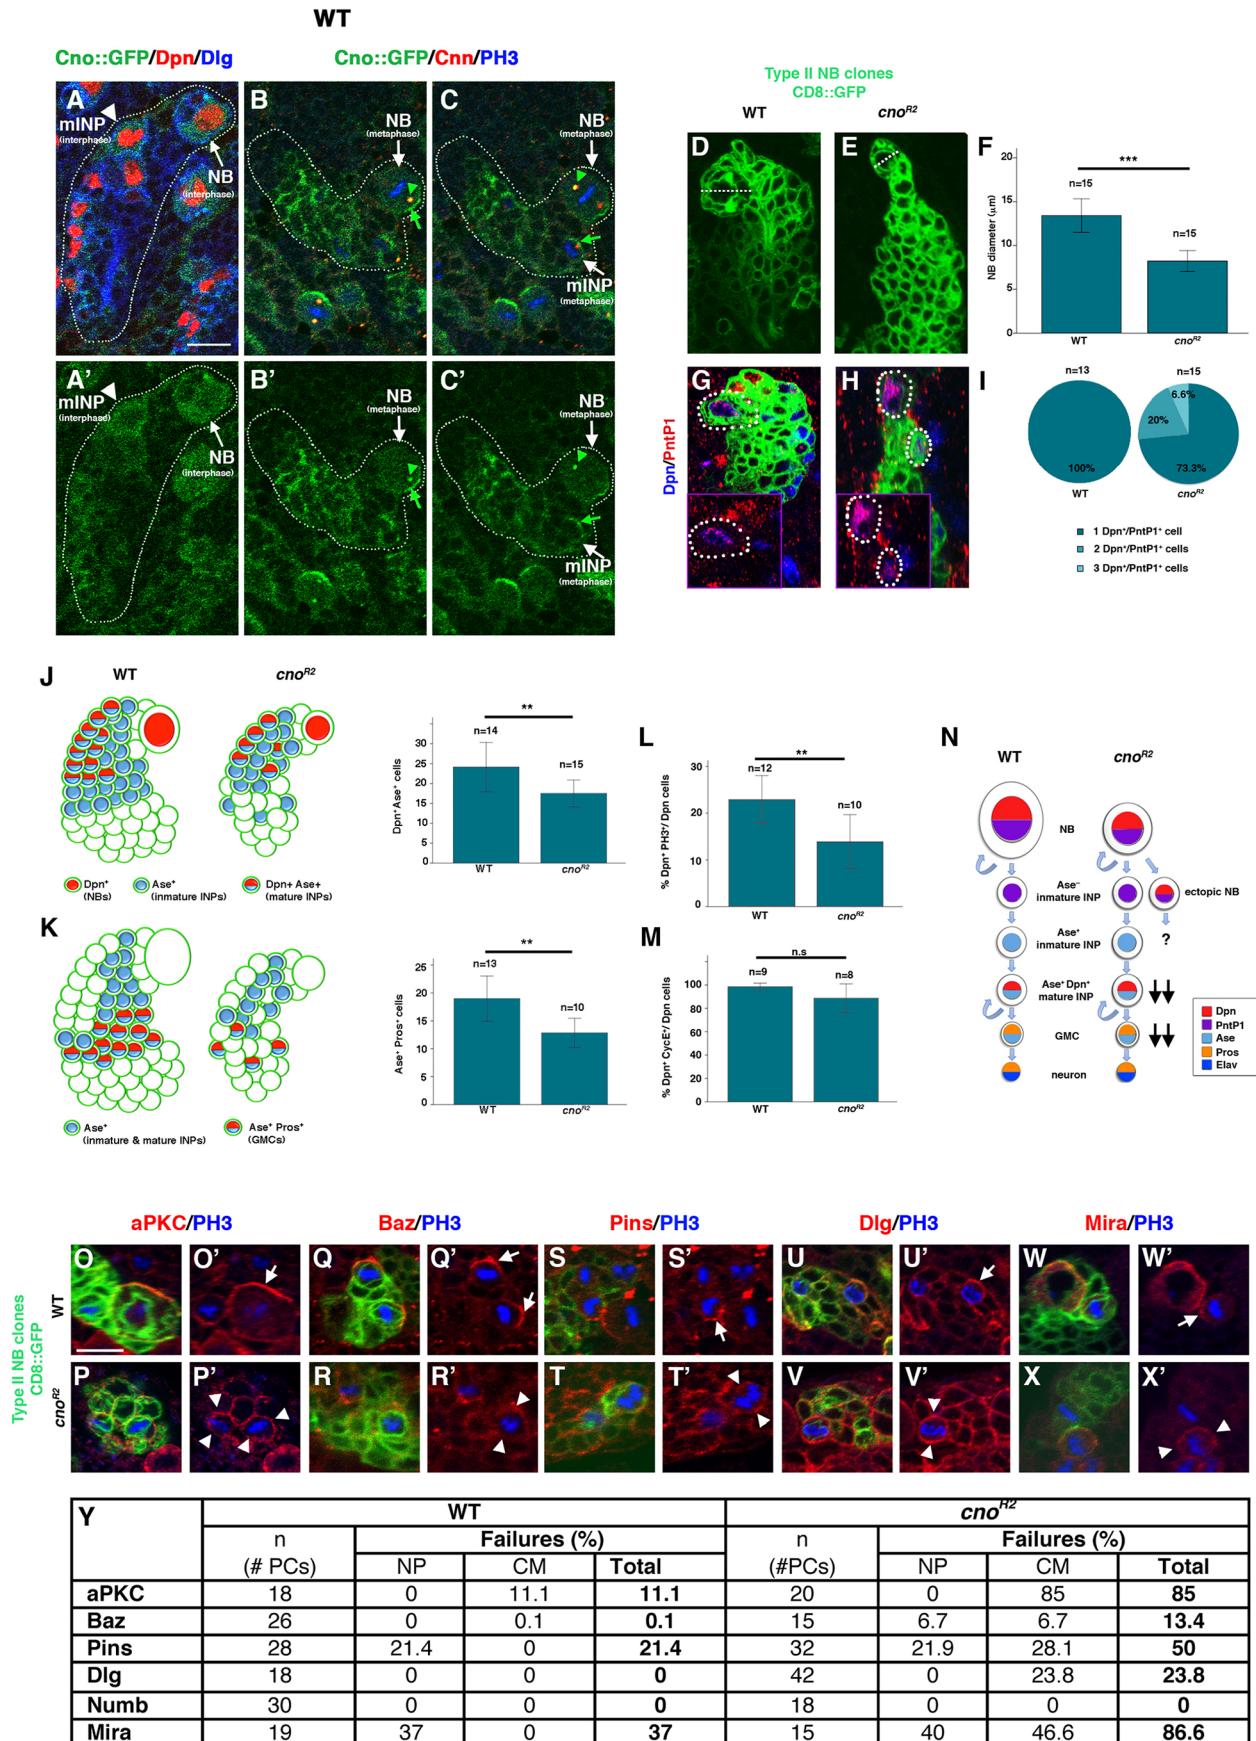 WT
Cno::GFP/Dpn/Dlg
Cno::GFP/Cnn/PH3
A
mINP
(interphase)
NB
(interphase)
B
NB
(metaphase)
C
NB
(metaphase)
mINP
(metaphase)
A'
mINP
(interphase)
NB
(interphase)
B'
NB
(metaphase)
C'
NB
(metaphase)
mINP
(metaphase)
Type II NB clones
CD8::GFP
WT
cnoR2
D
E
F
20
15
10
5
0
NB diameter (µm)
***
n=15
n=15
WT
cnoR2
Dpn/PntP1
G
H
I
n=13
n=15
100%
6.6%
20%
73.3%
WT
cnoR2
1 Dpn+/PntP1+ cell
2 Dpn+/PntP1+ cells
3 Dpn+/PntP1+ cells
J
WT
cnoR2
Dpn+
(NBs)
Ase+
(inmature INPs)
Dpn+ Ase+
(mature INPs)
Dpn+ Ase+ cells
30
25
20
15
10
5
0
**
n=14
n=15
WT
cnoR2
K
Ase+
(inmature & mature INPs)
Ase+ Pros+
(GMCs)
Ase+ Pros+ cells
25
20
15
10
5
0
**
n=13
n=10
WT
cnoR2
L
% Dpn+ PH3+/ Dpn cells
30
20
10
0
**
n=12
n=10
WT
cnoR2
M
% Dpn+ CycE+/ Dpn cells
100
80
60
40
20
0
n.s
n=9
n=8
WT
cnoR2
N
WT
cnoR2
NB
Ase−
inmature INP
ectopic NB
Ase+
inmature INP
?
Ase+ Dpn+
mature INP
GMC
neuron
Dpn
PntP1
Ase
Pros
Elav
aPKC/PH3
Baz/PH3
Pins/PH3
Dlg/PH3
Mira/PH3
Type II NB clones
CD8::GFP
WT
cnoR2
O O' Q Q' S S' U U' W W'
P P' R R' T T' V V' X X'
Y
WT cnoR2
n Failures (%) n Failures (%)
(# PCs) NP CM Total (#PCs) NP CM Total
aPKC 18 0 11.1 11.1 20 0 85 85
Baz 26 0 0.1 0.1 15 6.7 6.7 13.4
Pins 28 21.4 0 21.4 32 21.9 28.1 50
Dlg 18 0 0 0 42 0 23.8 23.8
Numb 30 0 0 0 18 0 0 0
Mira 19 37 0 37 15 40 46.6 86.6